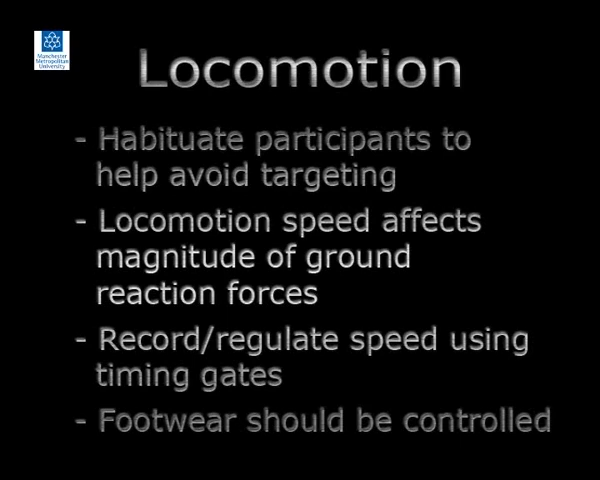 Manchester
Metropolitan
University
Locomotion
- Habituate participants to
help avoid targeting
- Locomotion speed affects
magnitude of ground
reaction forces
- Record/regulate speed using
timing gates
- Footwear should be controlled